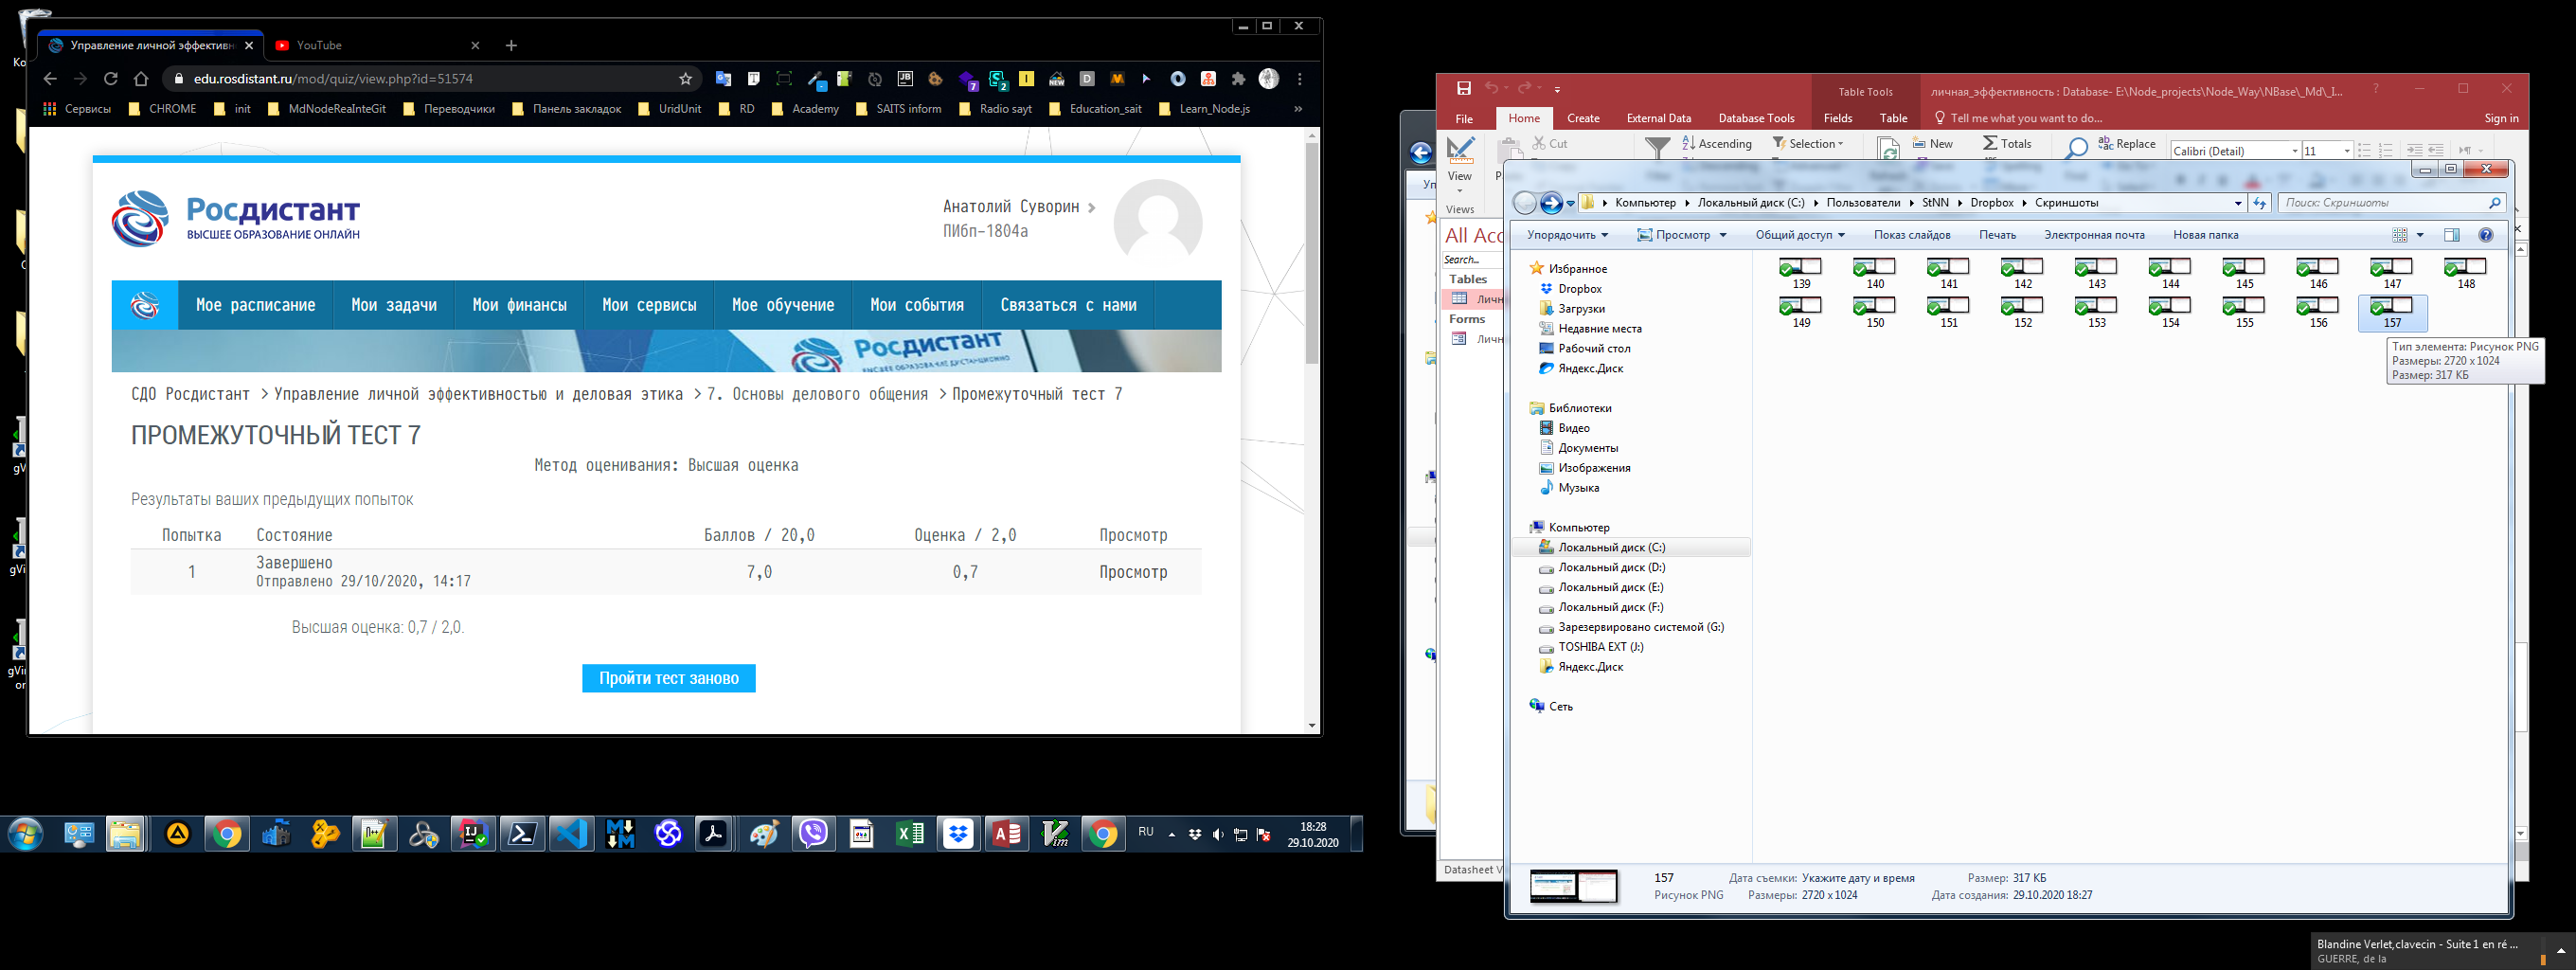 Управление личной эффективн
YouTube
edu.rosdistant.ru/mod/quiz/view.php?id=51574
Сервисы
CHROME
init
MdNodeReaInteGit
Переводчики
Панель закладок
UridUnit
RD
Academy
SAITS inform
Radio sayt
Education_sait
Learn_Node.js
»
Росдистант
ВЫСШЕЕ ОБРАЗОВАНИЕ ОНЛАЙН
Анатолий Суворин
ПИбп-1804а
Мое расписание
Мои задачи
Мои финансы
Мои сервисы
Мое обучение
Мои события
Связаться с нами
Росдистант
СДО Росдистант > Управление личной эффективностью и деловая этика > 7. Основы делового общения > Промежуточный тест 7
ПРОМЕЖУТОЧНЫЙ ТЕСТ 7
Метод оценивания: Высшая оценка
Результаты ваших предыдущих попыток
Попытка Состояние Баллов / 20,0 Оценка / 2,0 Просмотр
1 Завершено 7,0 0,7 Просмотр
Отправлено 29/10/2020, 14:17
Высшая оценка: 0,7 / 2,0.
Пройти тест заново
RU
18:28
29.10.2020
Table Tools
личная_эффективность : Database- E:\Node_projects\Node_Way\NBase\_Md\_I...
File
Home
Create
External Data
Database Tools
Fields
Table
Tell me what you want to do...
Sign in
View
Views
Cut
Ascending
Selection
New
Totals
Replace
Calibri (Detail)
11
All Acc
Search...
Tables
Личн
Forms
Личн
Datasheet V
Компьютер
Локальный диск (C:)
Пользователи
StNN
Dropbox
Скриншоты
Поиск: Скриншоты
Упорядочить
Просмотр
Общий доступ
Показ слайдов
Печать
Электронная почта
Новая папка
Избранное
Dropbox
Загрузки
Недавние места
Рабочий стол
Яндекс.Диск
Библиотеки
Видео
Документы
Изображения
Музыка
Компьютер
Локальный диск (C:)
Локальный диск (D:)
Локальный диск (E:)
Локальный диск (F:)
Зарезервировано системой (G:)
TOSHIBA EXT (J:)
Яндекс.Диск
Сеть
139 140 141 142 143 144 145 146 147 148
149 150 151 152 153 154 155 156 157
Тип элемента: Рисунок PNG
Размеры: 2720 x 1024
Размер: 317 КБ
157 Дата съемки: Укажите дату и время Размер: 317 КБ
Рисунок PNG Размеры: 2720 x 1024 Дата создания: 29.10.2020 18:27
Blandine Verlet,clavecin - Suite 1 en ré ...
GUERRE, de la